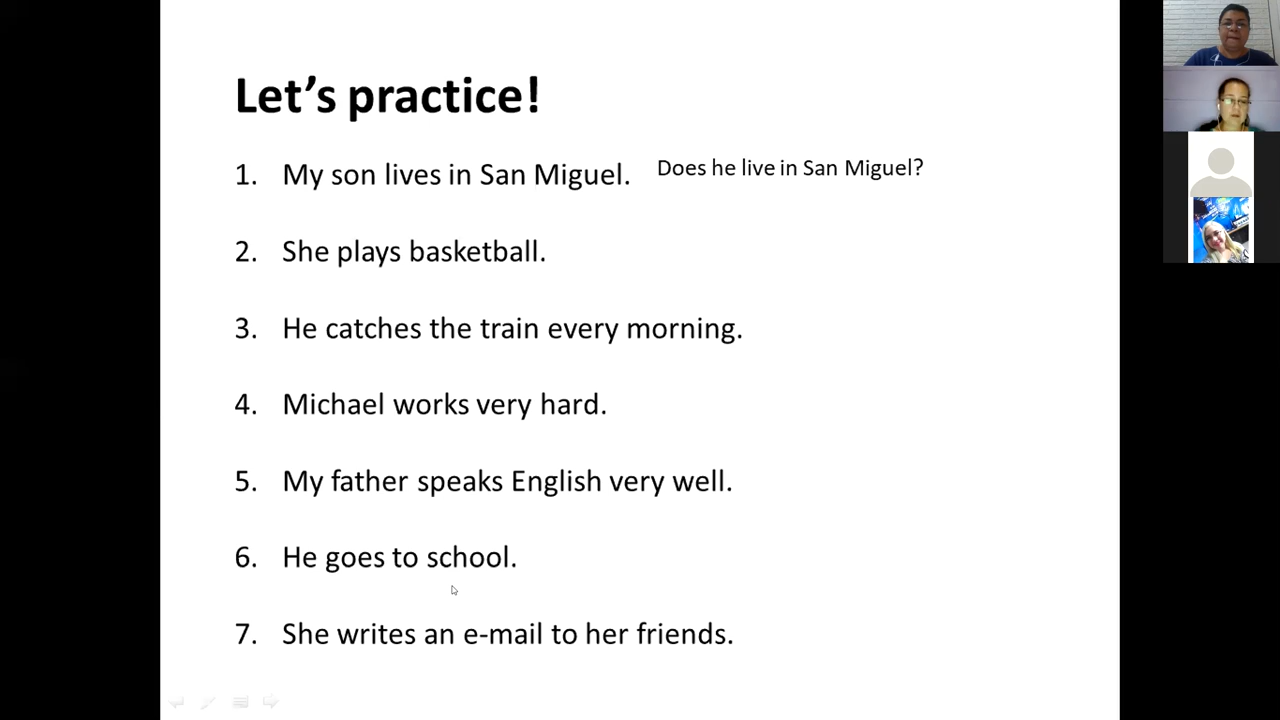 Let's practice!
1. My son lives in San Miguel. Does he live in San Miguel?
2. She plays basketball.
3. He catches the train every morning.
4. Michael works very hard.
5. My father speaks English very well.
6. He goes to school.
7. She writes an e-mail to her friends.